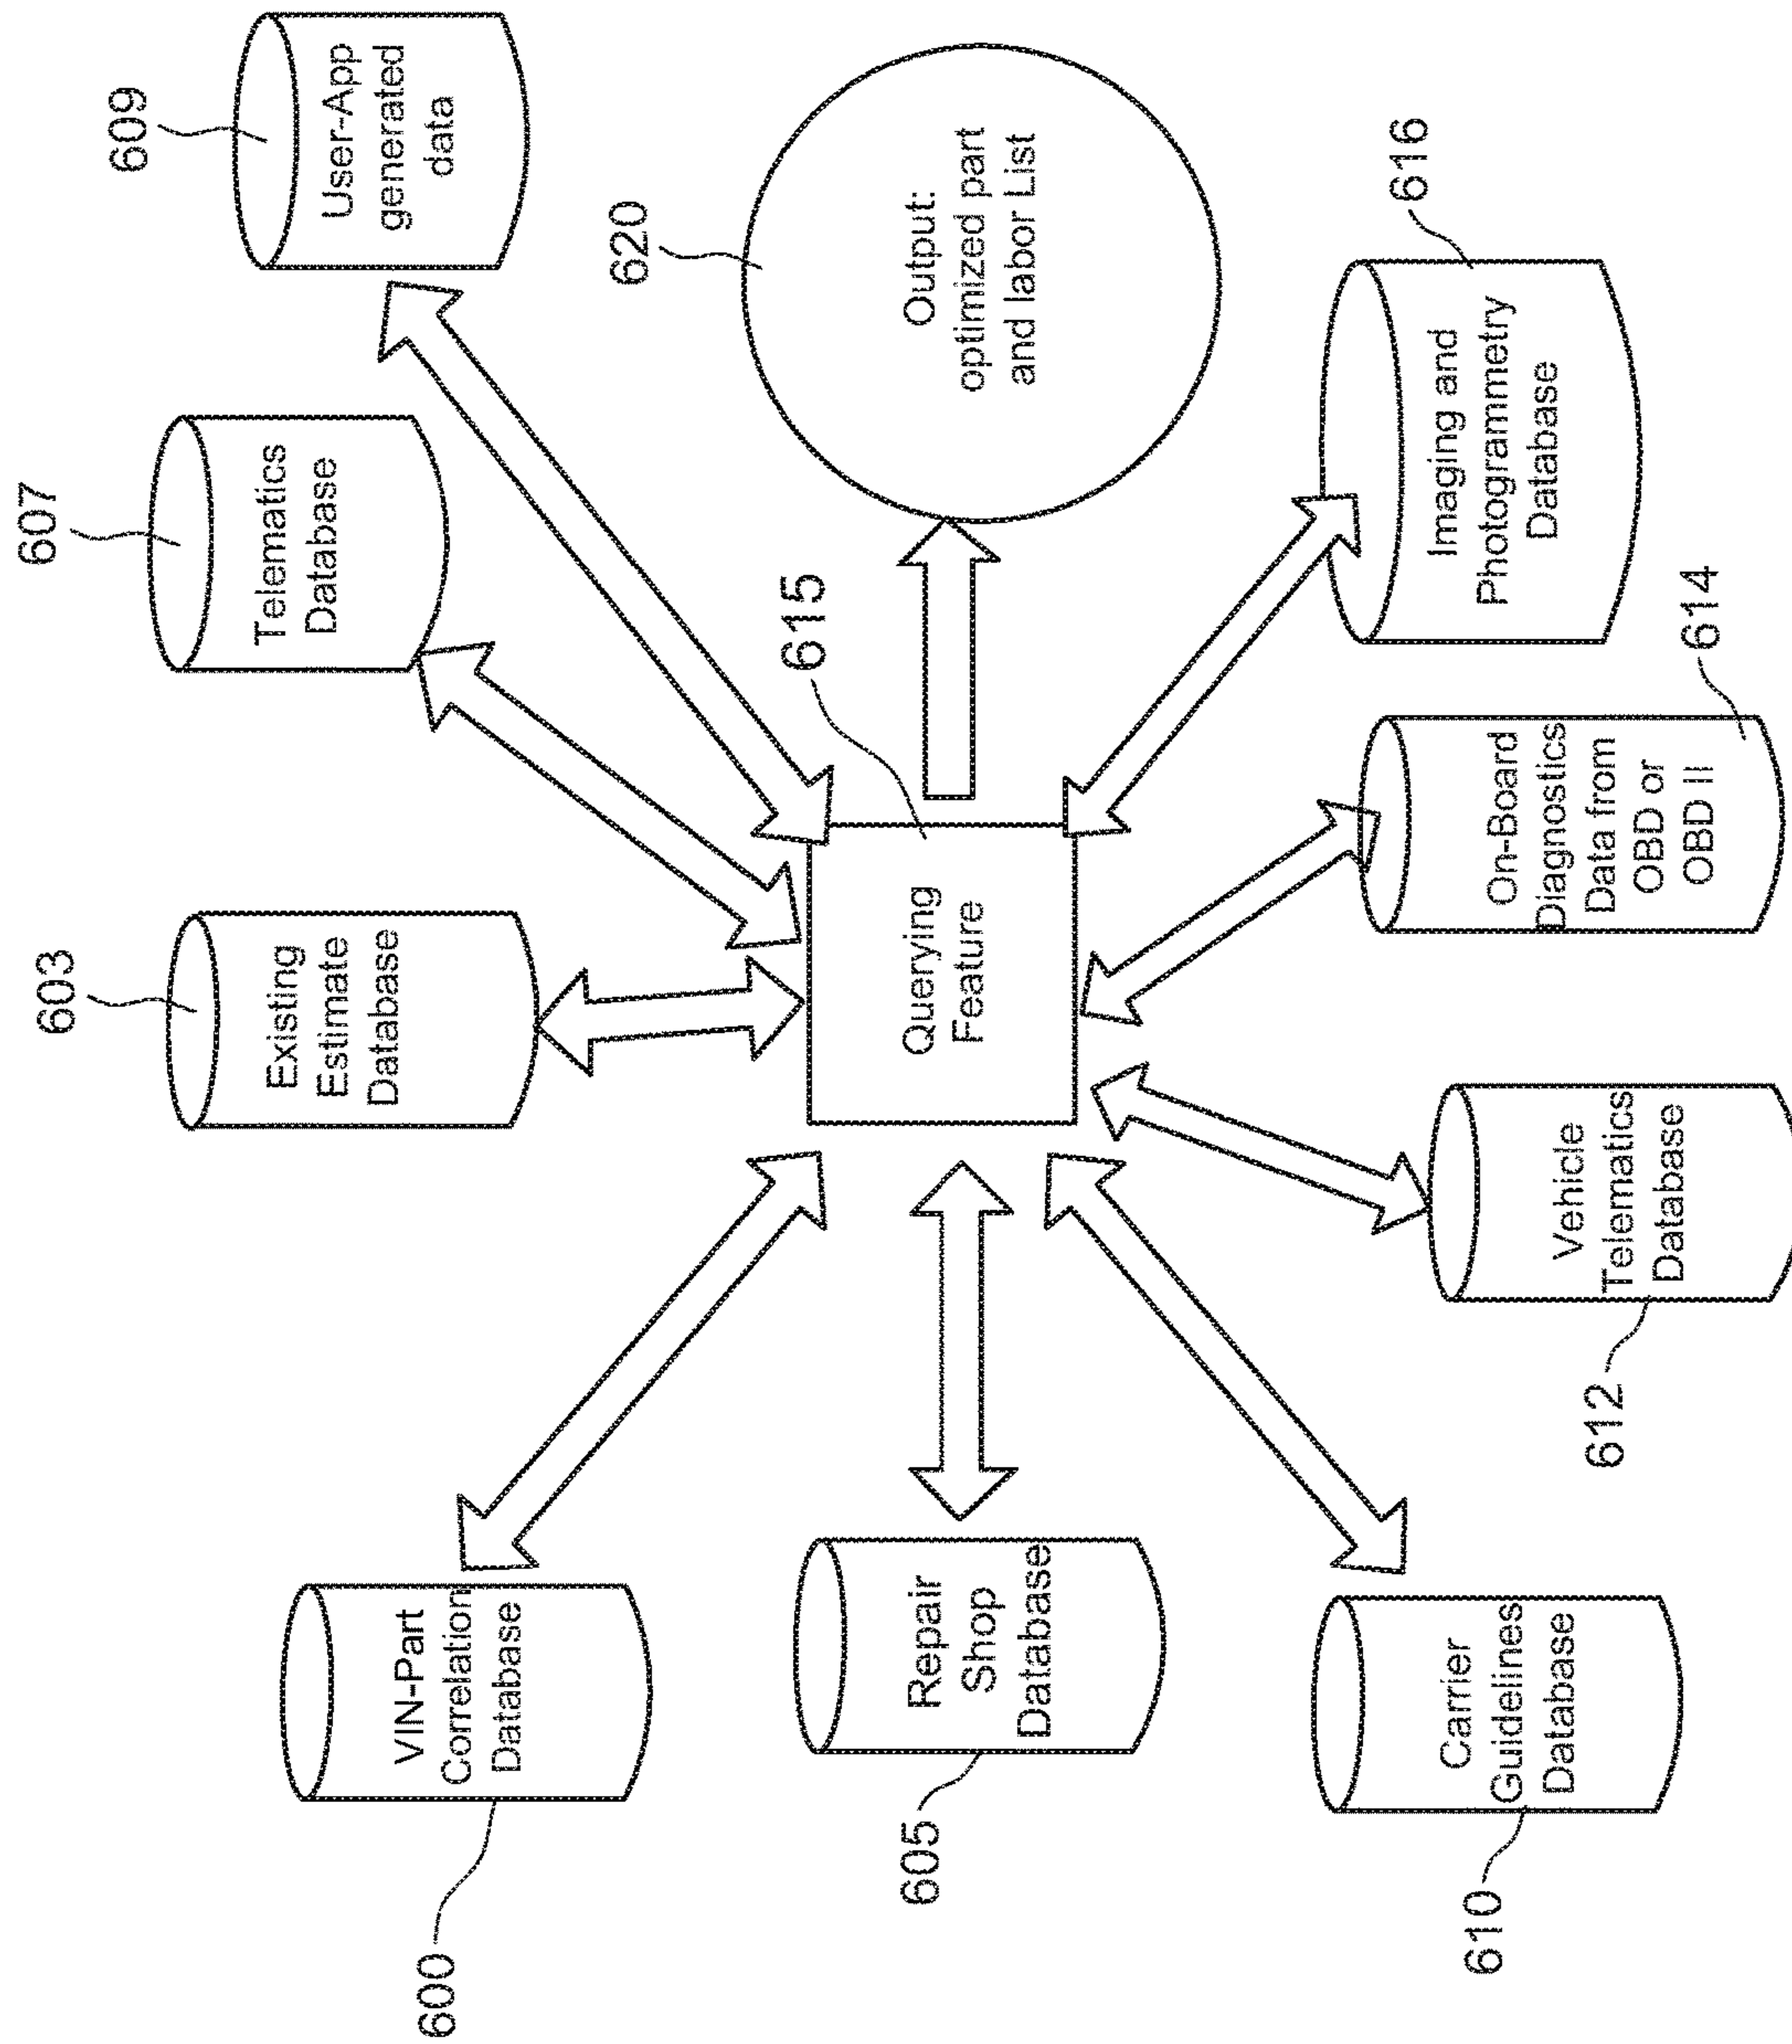 603
Existing
Estimate
Database
607
Telematics
Database
609
User-App
generated
data
600
VIN-Part
Correlation
Database
605
Repair
Shop
Database
615
Querying
Feature
620
Output:
optimized part
and labor List
610
Carrier
Guidelines
Database
612
Vehicle
Telematics
Database
614
On-Board
Diagnostics
Data from
OBD or
OBD II
616
Imaging and
Photogrammetry
Database